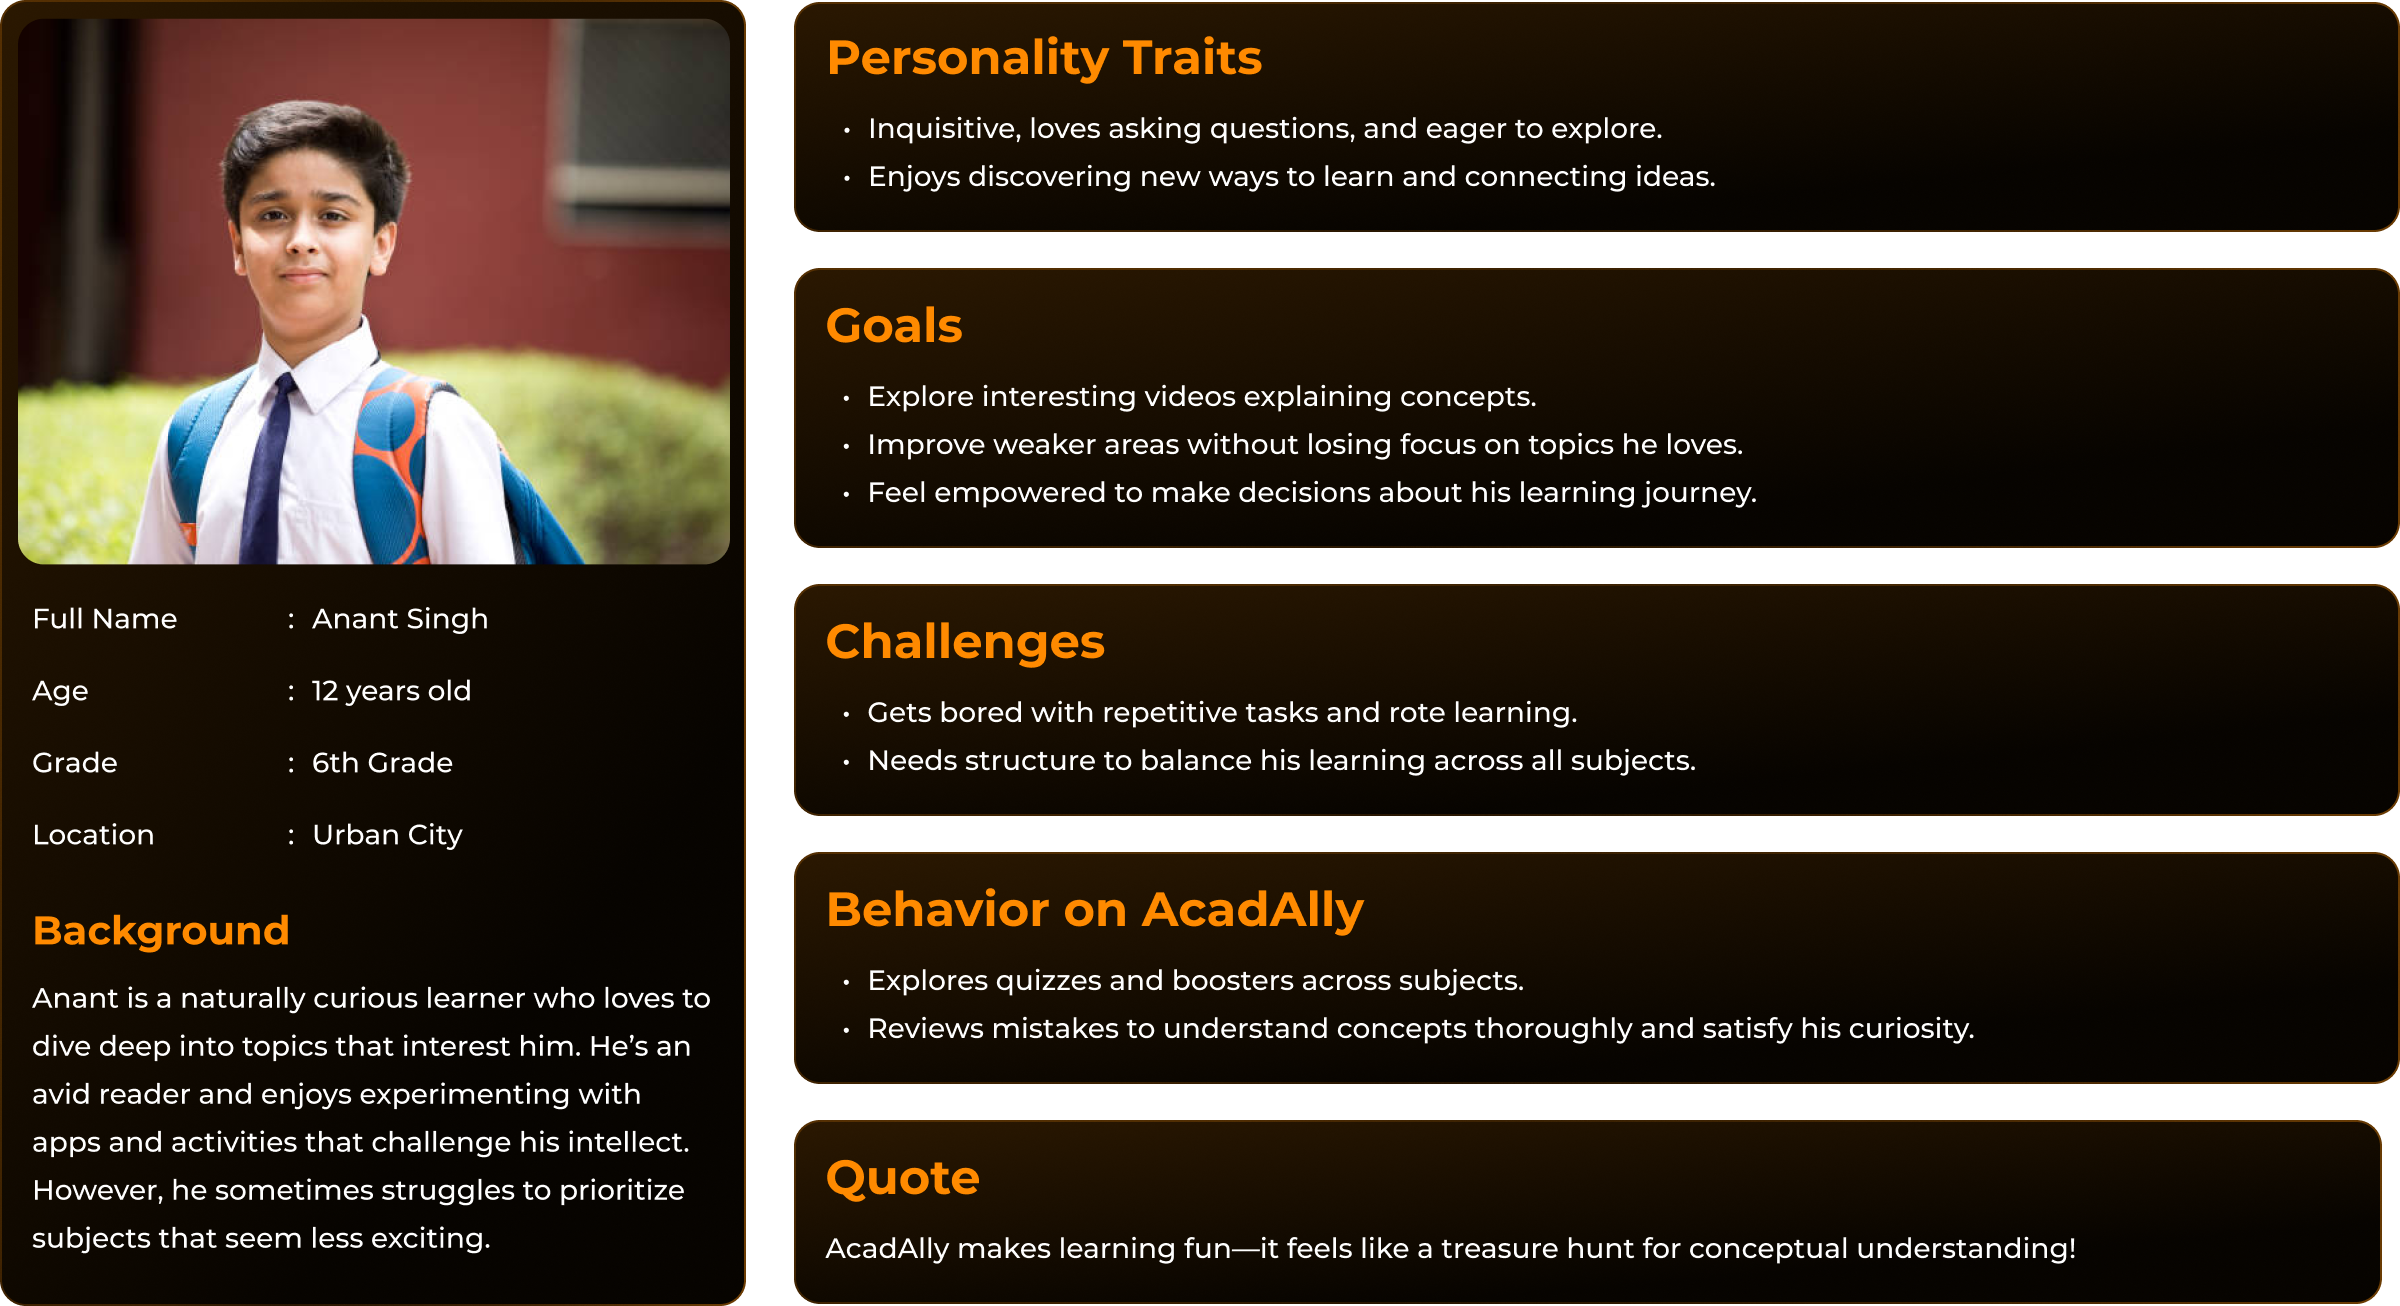 Full Name : Anant Singh
Age : 12 years old
Grade : 6th Grade
Location : Urban City
Background
Anant is a naturally curious learner who loves to
dive deep into topics that interest him. He’s an
avid reader and enjoys experimenting with
apps and activities that challenge his intellect.
However, he sometimes struggles to prioritize
subjects that seem less exciting.
Personality Traits
• Inquisitive, loves asking questions, and eager to explore.
• Enjoys discovering new ways to learn and connecting ideas.
Goals
• Explore interesting videos explaining concepts.
• Improve weaker areas without losing focus on topics he loves.
• Feel empowered to make decisions about his learning journey.
Challenges
• Gets bored with repetitive tasks and rote learning.
• Needs structure to balance his learning across all subjects.
Behavior on AcadAlly
• Explores quizzes and boosters across subjects.
• Reviews mistakes to understand concepts thoroughly and satisfy his curiosity.
Quote
AcadAlly makes learning fun—it feels like a treasure hunt for conceptual understanding!